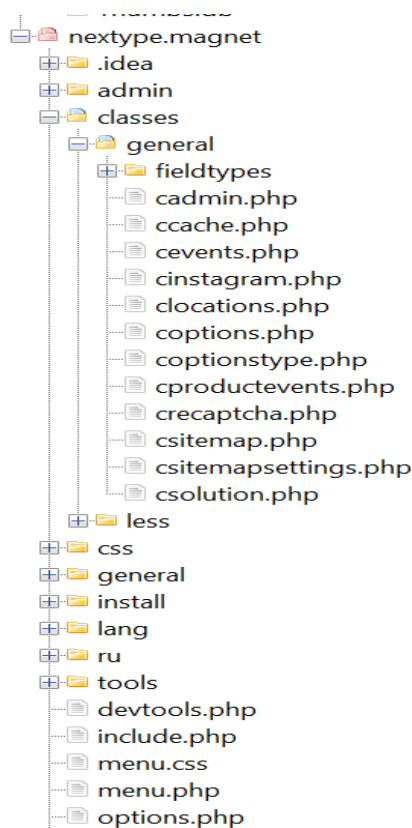 nextype.magnet
.idea
admin
classes
general
fieldtypes
cadmin.php
ccache.php
cevents.php
cinstagram.php
clocations.php
coptions.php
coptionstype.php
cproductevents.php
crecaptcha.php
csitemap.php
csitemapsettings.php
csolution.php
less
css
general
install
lang
ru
tools
devtools.php
include.php
menu.css
menu.php
options.php